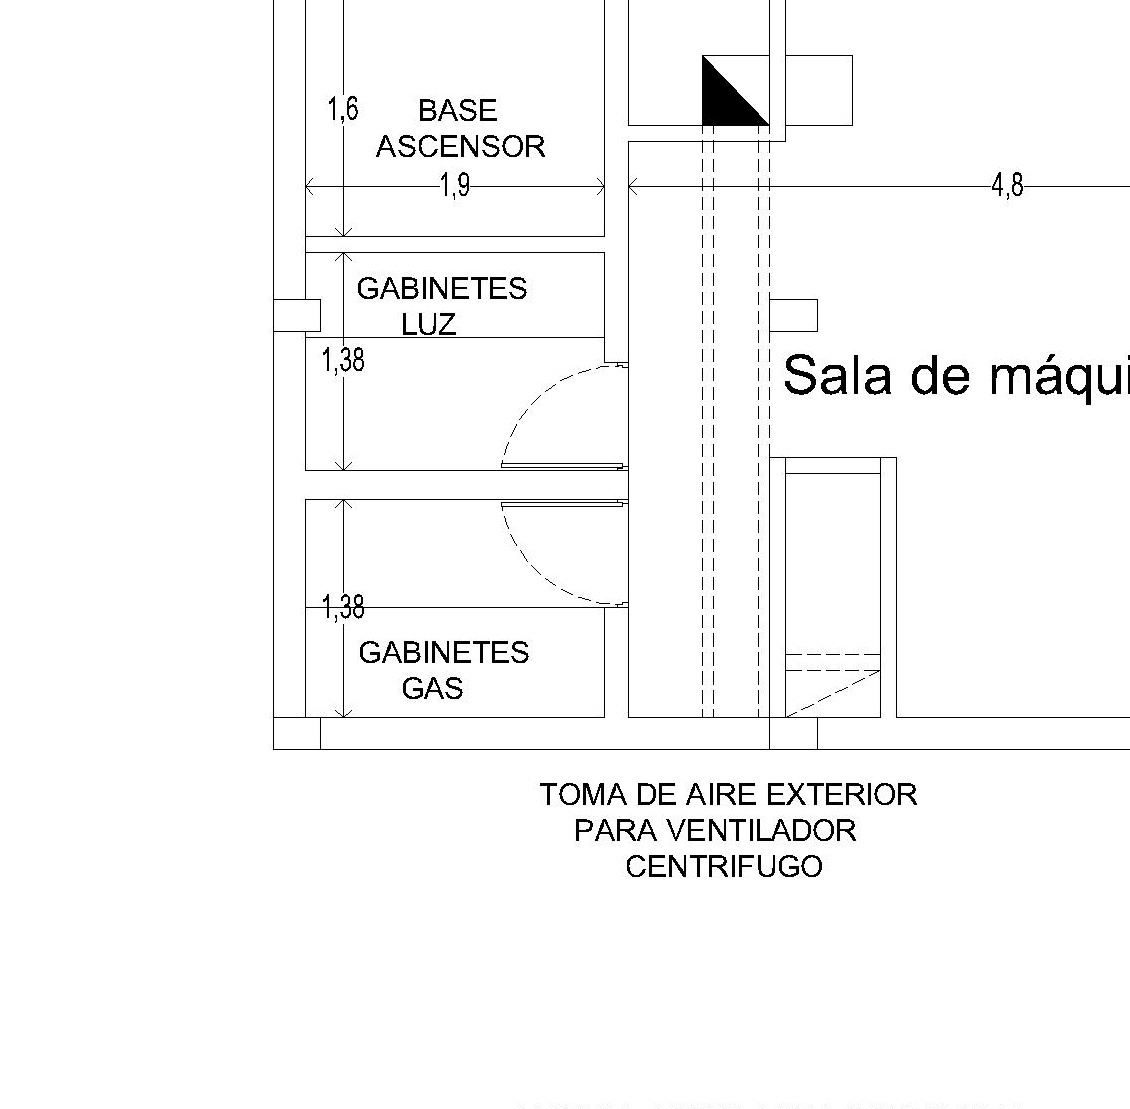 1,6
BASE
ASCENSOR
1,9
4,8
GABINETES
LUZ
1,38
Sala de máqui
1,38
GABINETES
GAS
TOMA DE AIRE EXTERIOR
PARA VENTILADOR
CENTRIFUGO